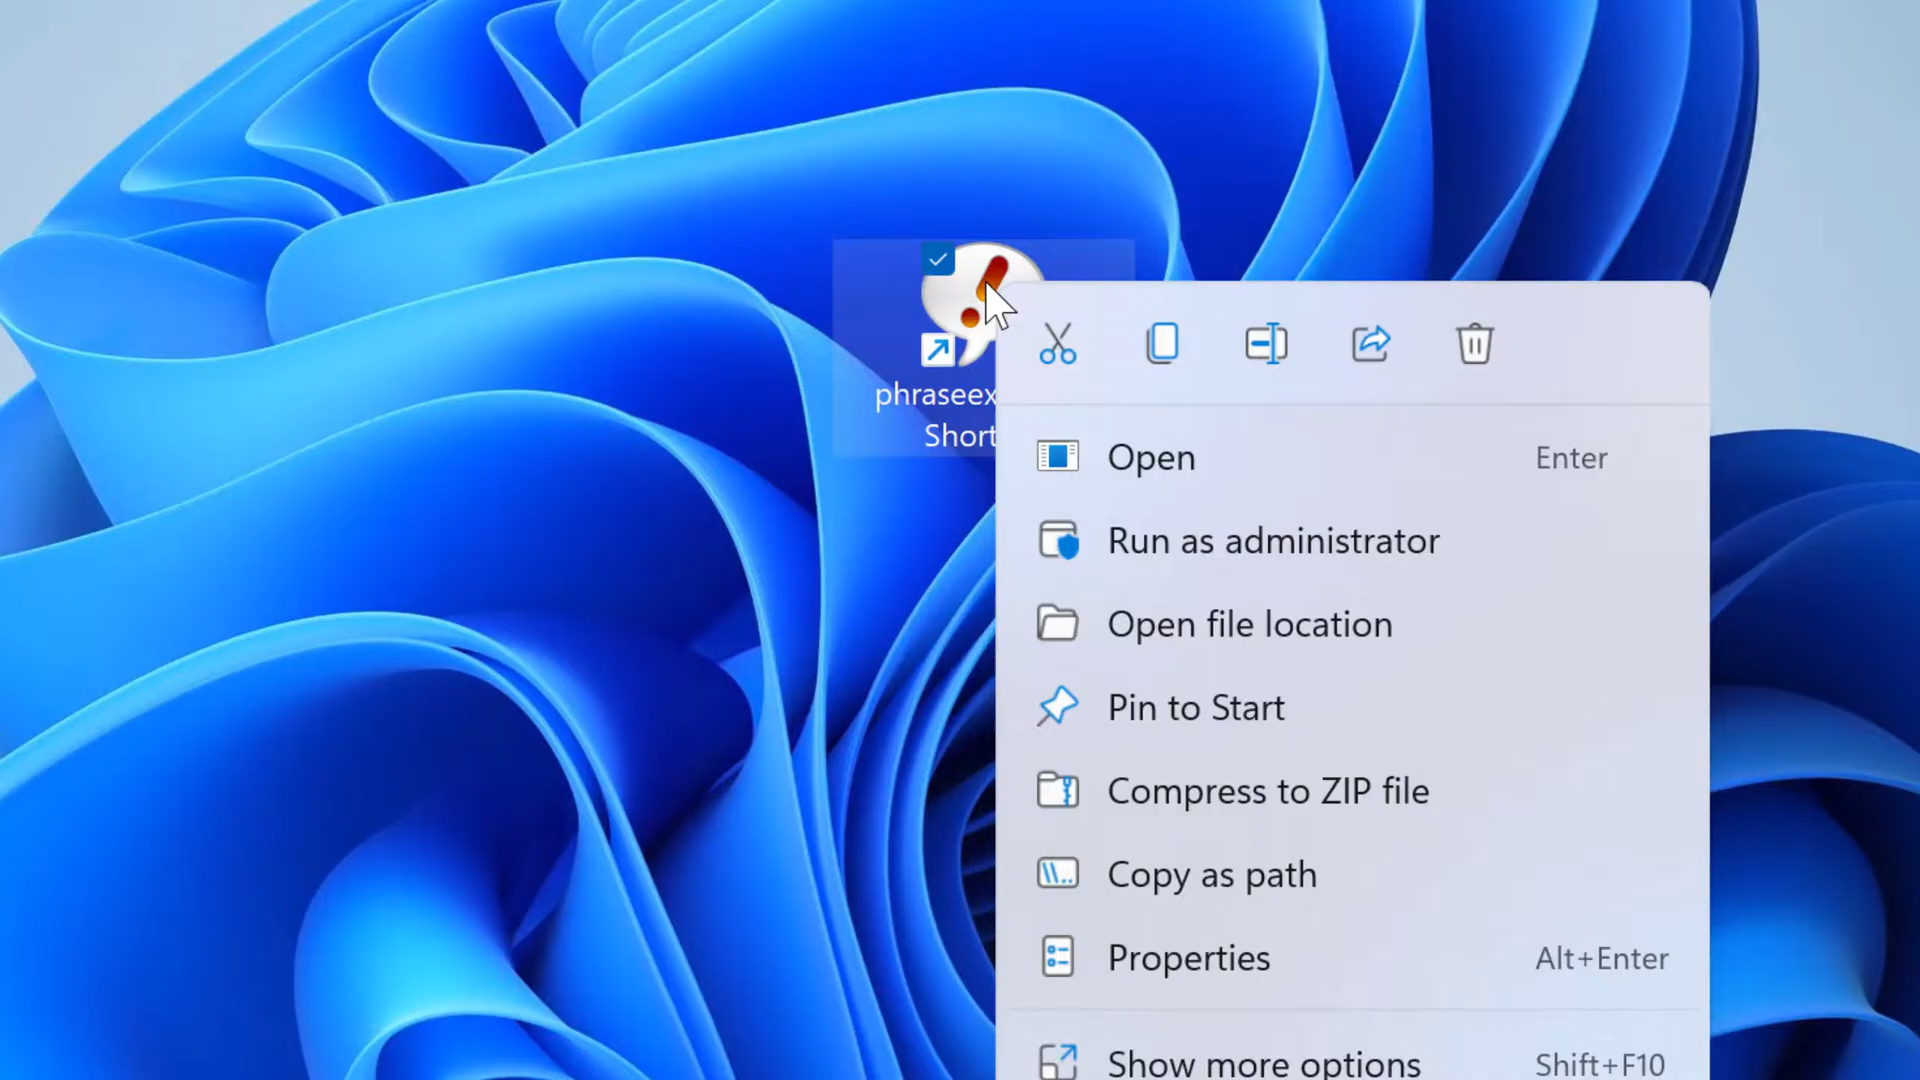 phraseex
Short
Open Enter
Run as administrator
Open file location
Pin to Start
Compress to ZIP file
Copy as path
Properties Alt+Enter
Show more options Shift+F10